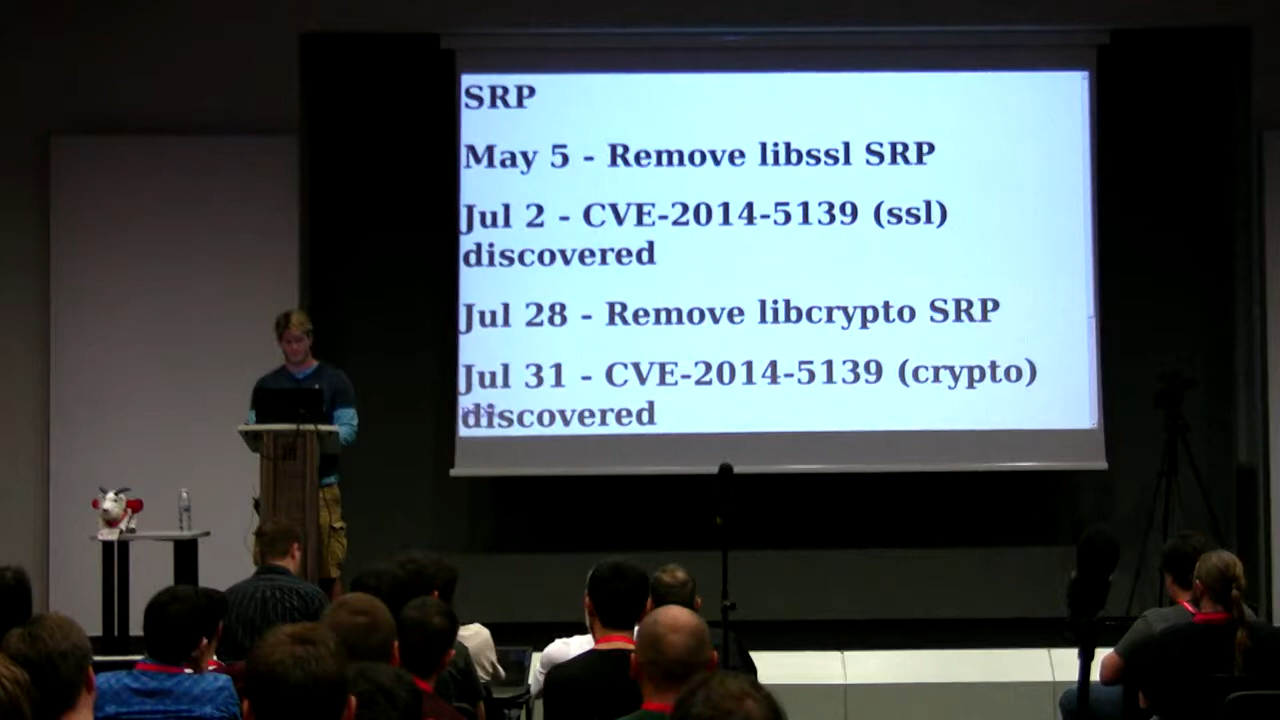 SRP
May 5 - Remove libssl SRP
Jul 2 - CVE-2014-5139 (ssl)
discovered
Jul 28 - Remove libcrypto SRP
Jul 31 - CVE-2014-5139 (crypto)
discovered